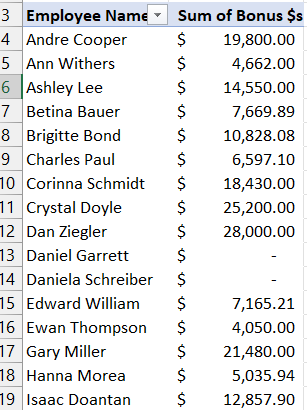 3 Employee Name Sum of Bonus $s
4 Andre Cooper $ 19,800.00
5 Ann Withers $ 4,662.00
6 Ashley Lee $ 14,550.00
7 Betina Bauer $ 7,669.89
8 Brigitte Bond $ 10,828.08
9 Charles Paul $ 6,597.10
10 Corinna Schmidt $ 18,430.00
11 Crystal Doyle $ 25,200.00
12 Dan Ziegler $ 28,000.00
13 Daniel Garrett $ -
14 Daniela Schreiber $ -
15 Edward William $ 7,165.21
16 Ewan Thompson $ 4,050.00
17 Gary Miller $ 21,480.00
18 Hanna Morea $ 5,035.94
19 Isaac Doantan $ 12,857.90